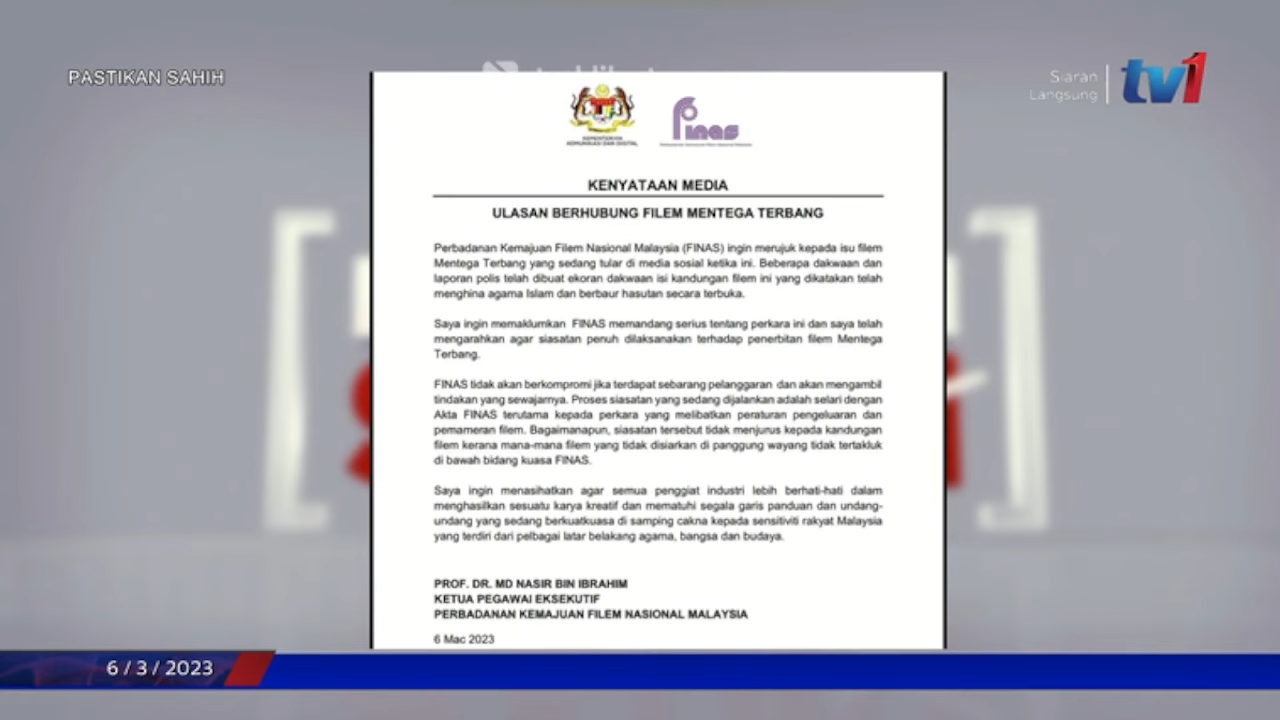 PASTIKAN SAHIH
Siaran
Langsung
tv1
KEMENTERIAN
KOMUNIKASI DAN DIGITAL
Finas
KENYATAAN MEDIA
ULASAN BERHUBUNG FILEM MENTEGA TERBANG
Perbadanan Kemajuan Filem Nasional Malaysia (FINAS) ingin merujuk kepada isu filem
Mentega Terbang yang sedang tular di media sosial ketika ini. Beberapa dakwaan dan
laporan polis telah dibuat ekoran dakwaan isi kandungan filem ini yang dikatakan telah
menghina agama Islam dan berbaur hasutan secara terbuka.
Saya ingin memaklumkan FINAS memandang serius tentang perkara ini dan saya telah
mengarahkan agar siasatan penuh dilaksanakan terhadap penerbitan filem Mentega
Terbang.
FINAS tidak akan berkompromi jika terdapat sebarang pelanggaran dan akan mengambil
tindakan yang sewajarnya. Proses siasatan yang sedang dijalankan adalah selari dengan
Akta FINAS terutama kepada perkara yang melibatkan peraturan pengeluaran dan
pemameran filem. Bagaimanapun, siasatan tersebut tidak menjurus kepada kandungan
filem kerana mana-mana filem yang tidak disiarkan di panggung wayang tidak tertakluk
di bawah bidang kuasa FINAS.
Saya ingin menasihatkan agar semua penggiat industri lebih berhati-hati dalam
menghasilkan sesuatu karya kreatif dan mematuhi segala garis panduan dan undang-
undang yang sedang berkuatkuasa di samping cakna kepada sensitiviti rakyat Malaysia
yang terdiri dari pelbagai latar belakang agama, bangsa dan budaya.
PROF. DR. MD NASIR BIN IBRAHIM
KETUA PEGAWAI EKSEKUTIF
PERBADANAN KEMAJUAN FILEM NASIONAL MALAYSIA
6 Mac 2023
6 / 3 / 2023